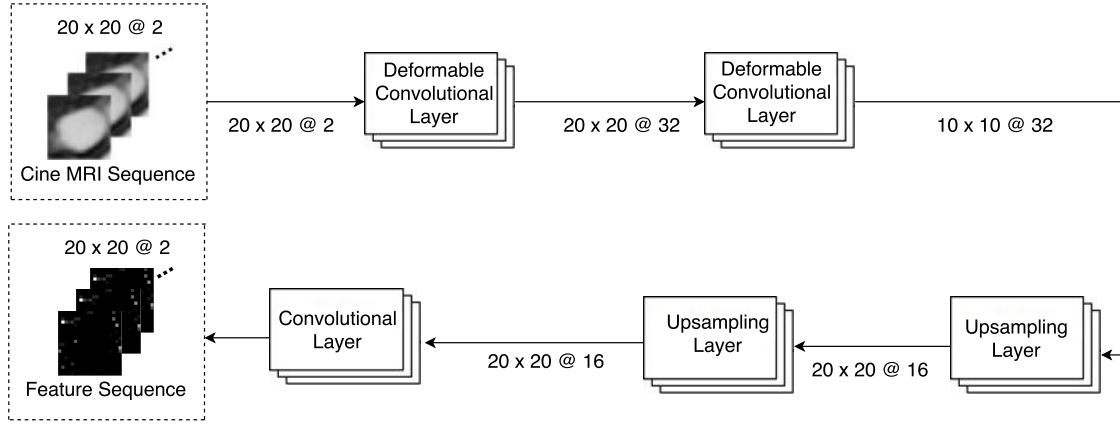 20 x 20 @ 2
Cine MRI Sequence
20 x 20 @ 2
Deformable
Convolutional
Layer
20 x 20 @ 32
Deformable
Convolutional
Layer
10 x 10 @ 32
20 x 20 @ 2
Feature Sequence
Convolutional
Layer
20 x 20 @ 16
Upsampling
Layer
20 x 20 @ 16
Upsampling
Layer